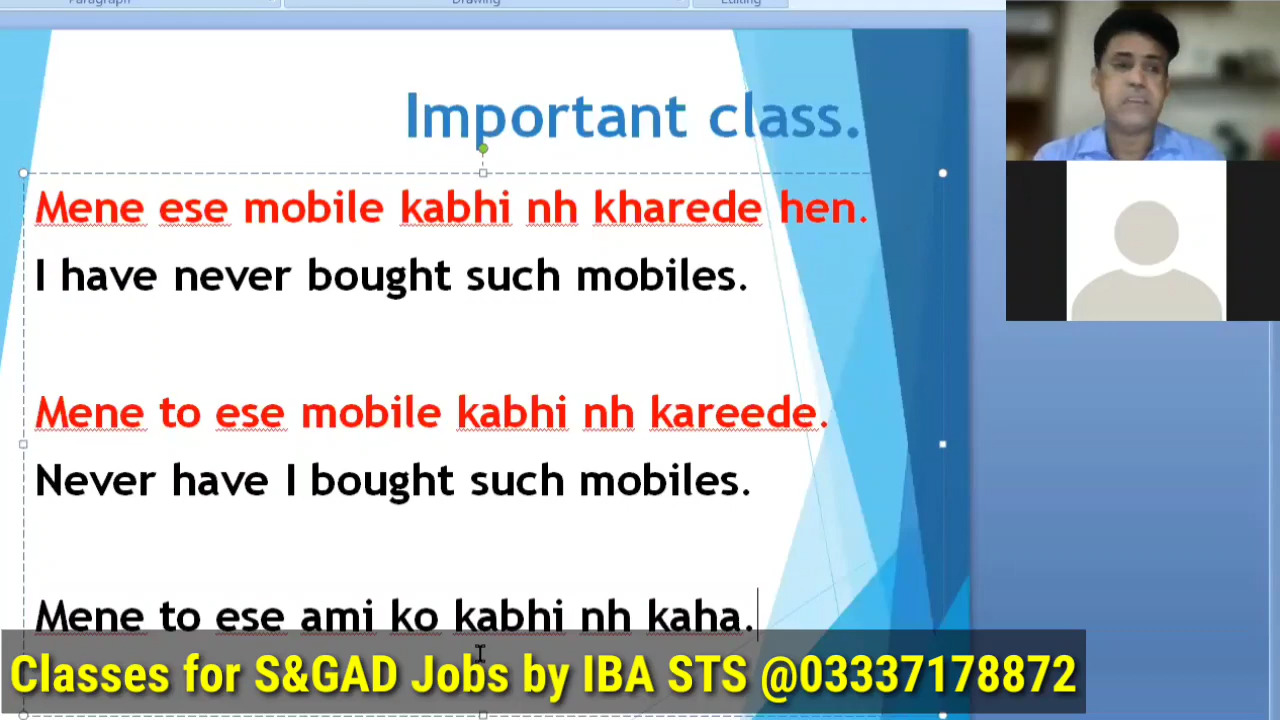 Paragraph Drawing Editing
Important class.
Mene ese mobile kabhi nh kharede hen.
I have never bought such mobiles.
Mene to ese mobile kabhi nh kareede.
Never have I bought such mobiles.
Mene to ese ami ko kabhi nh kaha.
Classes for S&GAD Jobs by IBA STS @03337178872